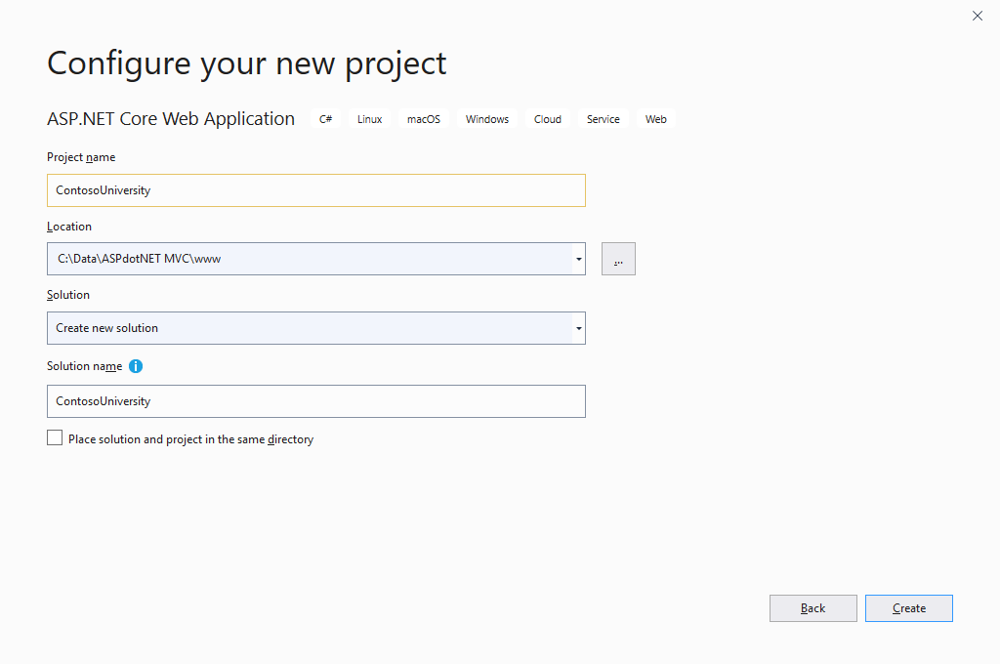 Configure your new project
ASP.NET Core Web Application C# Linux macOS Windows Cloud Service Web
Project name
ContosoUniversity
Location
C:\Data\ASPdotNET MVC\www
...
Solution
Create new solution
Solution name
ContosoUniversity
Place solution and project in the same directory
Back Create